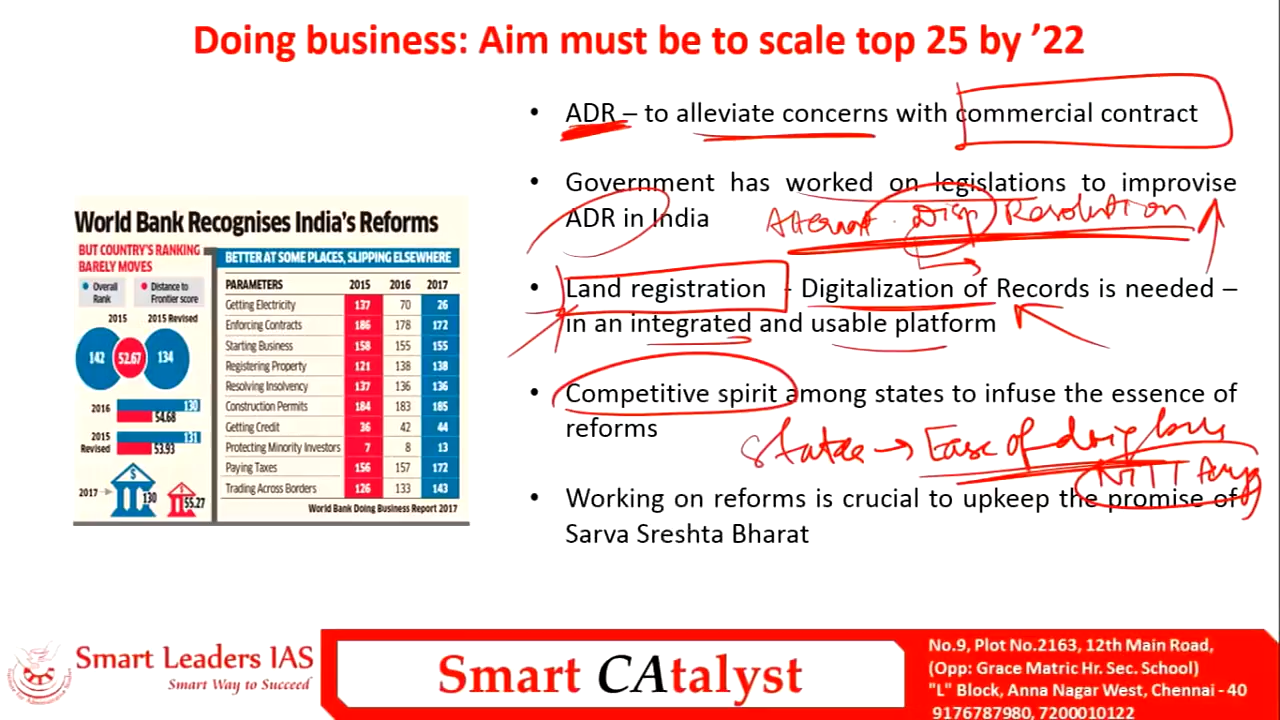 Doing business: Aim must be to scale top 25 by ’22
• ADR – to alleviate concerns with commercial contract
• Government has worked on legislations to improvise
ADR in India
Alternat Disp Resolution
• Land registration - Digitalization of Records is needed –
in an integrated and usable platform
• Competitive spirit among states to infuse the essence of
reforms
States → Ease of doing
• Working on reforms is crucial to upkeep the promise of
Sarva Sreshta Bharat
World Bank Recognises India's Reforms
BUT COUNTRY'S RANKING
BARELY MOVES
Overall Rank
Distance to Frontier score
2015 2015 Revised
142 52.67 134
2016 130
54.68
2015 Revised 131
53.93
2017 $ 130 55.27
BETTER AT SOME PLACES, SLIPPING ELSEWHERE
PARAMETERS 2015 2016 2017
Getting Electricity 137 70 26
Enforcing Contracts 186 178 172
Starting Business 158 155 155
Registering Property 121 138 138
Resolving Insolvency 137 136 136
Construction Permits 184 183 185
Getting Credit 36 42 44
Protecting Minority Investors 7 8 13
Paying Taxes 156 157 172
Trading Across Borders 126 133 143
World Bank Doing Business Report 2017
Smart Leaders IAS
Smart Way to Succeed
Smart CAtalyst
No.9, Plot No.2163, 12th Main Road,
(Opp: Grace Matric Hr. Sec. School)
"L" Block, Anna Nagar West, Chennai - 40
9176787980, 7200010122